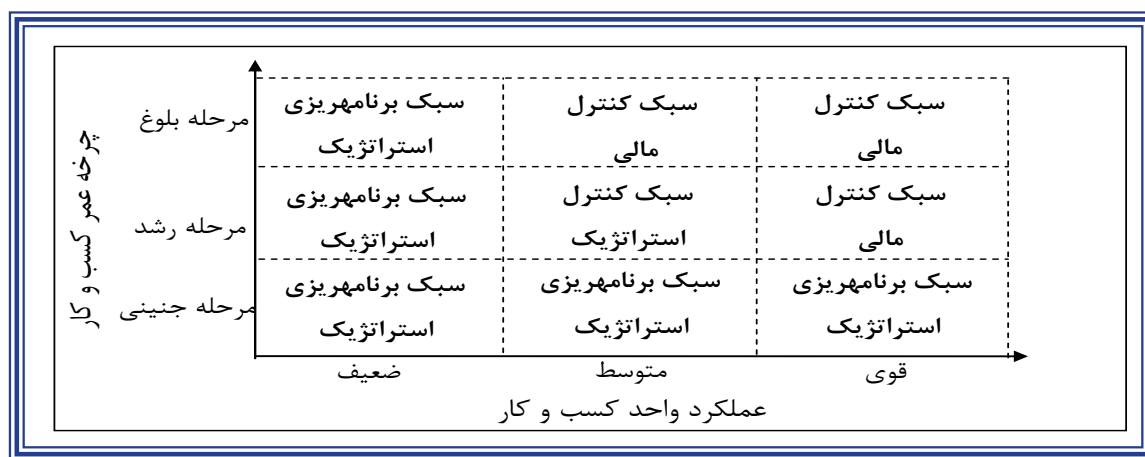 چرخه عمر کسب و کار
مرحله بلوغ
سبک برنامهریزی
استراتژیک
سبک کنترل
مالی
سبک کنترل
مالی
مرحله رشد
سبک برنامهریزی
استراتژیک
سبک کنترل
استراتژیک
سبک کنترل
مالی
مرحله جنینی
سبک برنامهریزی
استراتژیک
سبک برنامهریزی
استراتژیک
سبک برنامهریزی
استراتژیک
ضعیف
متوسط
قوی
عملکرد واحد کسب و کار